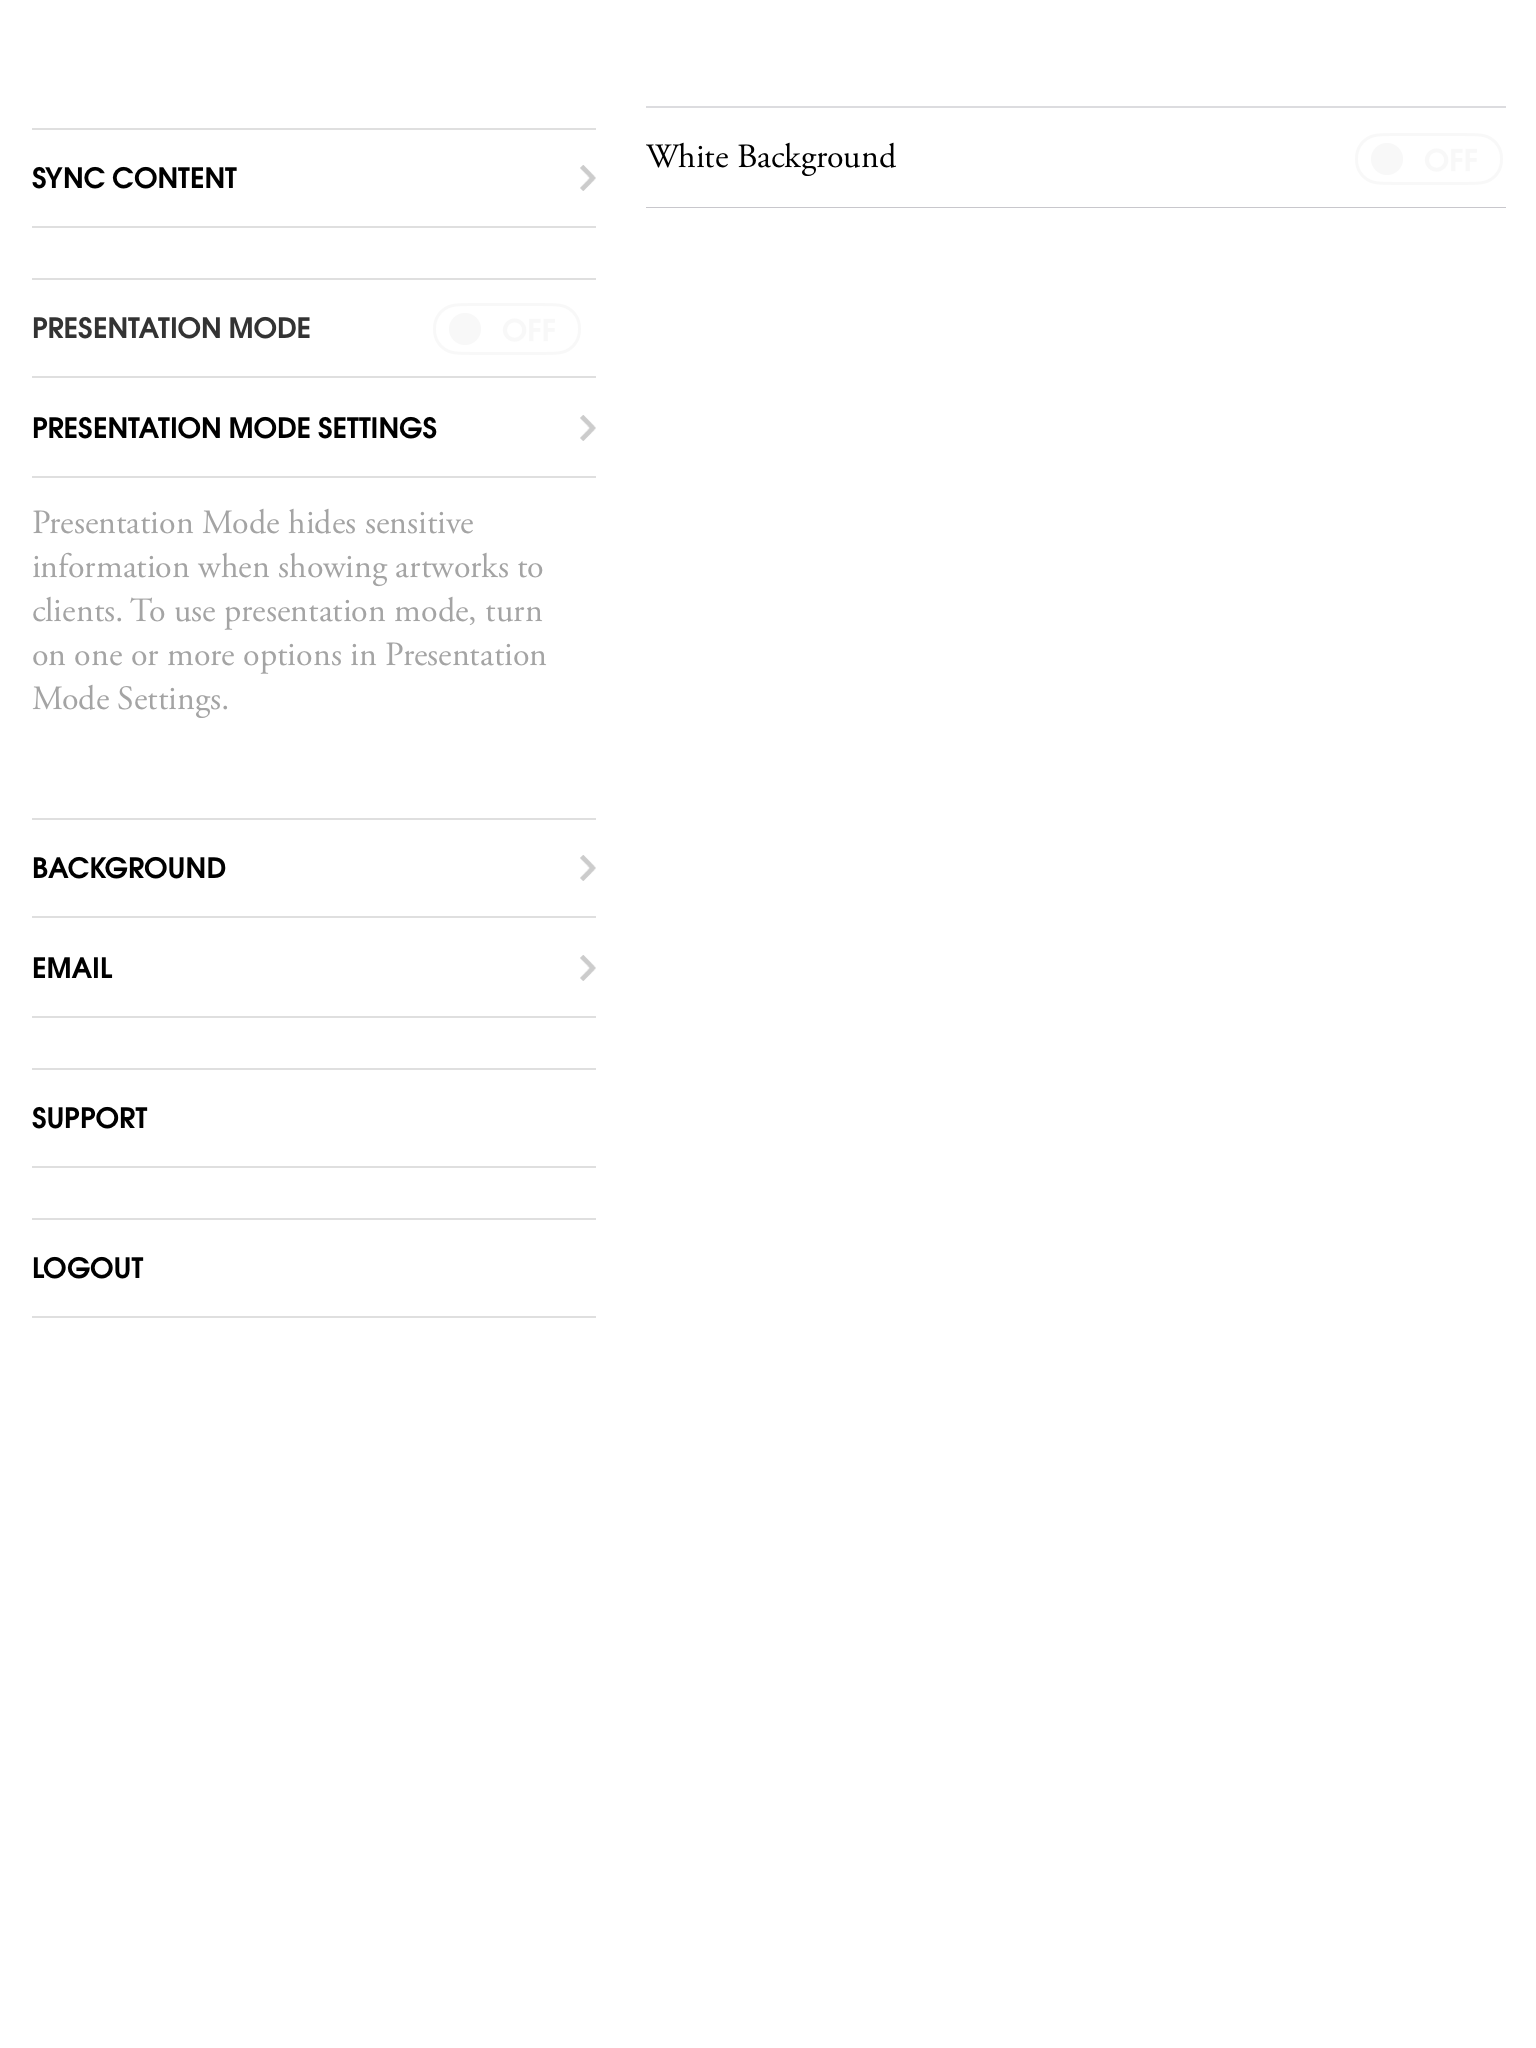 SYNC CONTENT
PRESENTATION MODE
OFF
PRESENTATION MODE SETTINGS
Presentation Mode hides sensitive
information when showing artworks to
clients. To use presentation mode, turn
on one or more options in Presentation
Mode Settings.
BACKGROUND
EMAIL
SUPPORT
LOGOUT
White Background
OFF